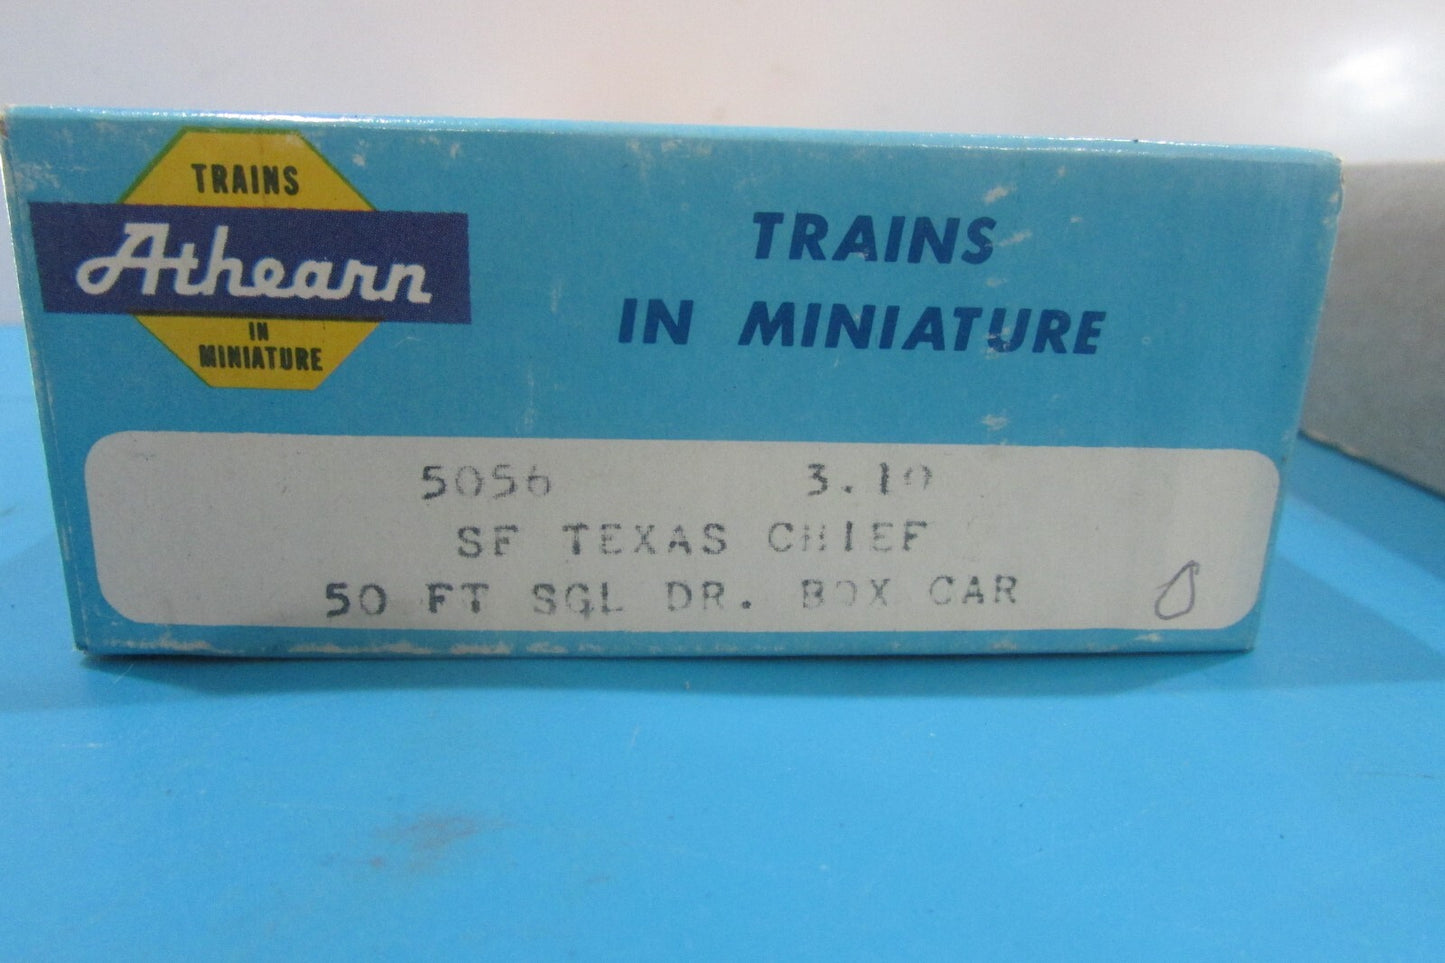 TRAINS
Athearn
IN
MINIATURE
TRAINS
IN MINIATURE
5056 3.10
SF TEXAS CHIEF
50 FT SGL DR. BOX CAR